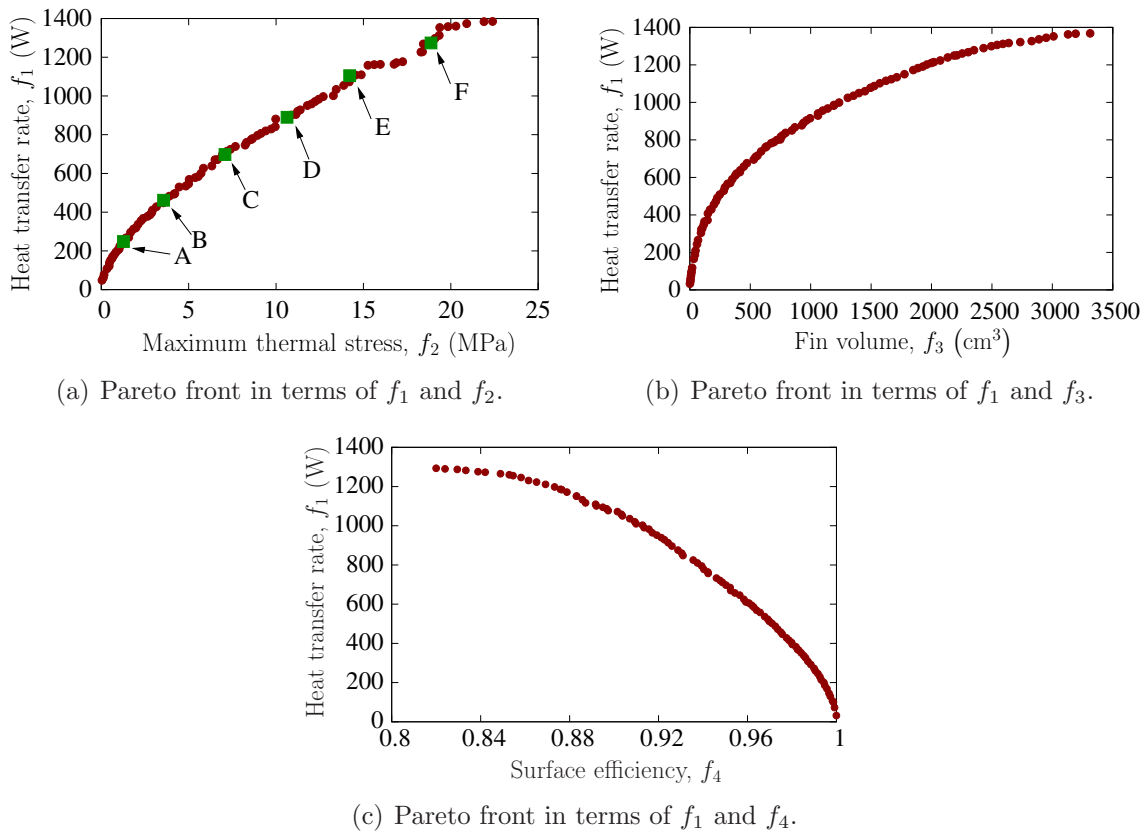 Heat transfer rate, f₁ (W)
1400
1200
1000
800
600
400
200
0
A
B
C
D
E
F
0 5 10 15 20 25
Maximum thermal stress, f₂ (MPa)
(a) Pareto front in terms of f₁ and f₂.
Heat transfer rate, f₁ (W)
1400
1200
1000
800
600
400
200
0
0 500 1000 1500 2000 2500 3000 3500
Fin volume, f₃ (cm³)
(b) Pareto front in terms of f₁ and f₃.
Heat transfer rate, f₁ (W)
1400
1200
1000
800
600
400
200
0
0.8 0.84 0.88 0.92 0.96 1
Surface efficiency, f₄
(c) Pareto front in terms of f₁ and f₄.